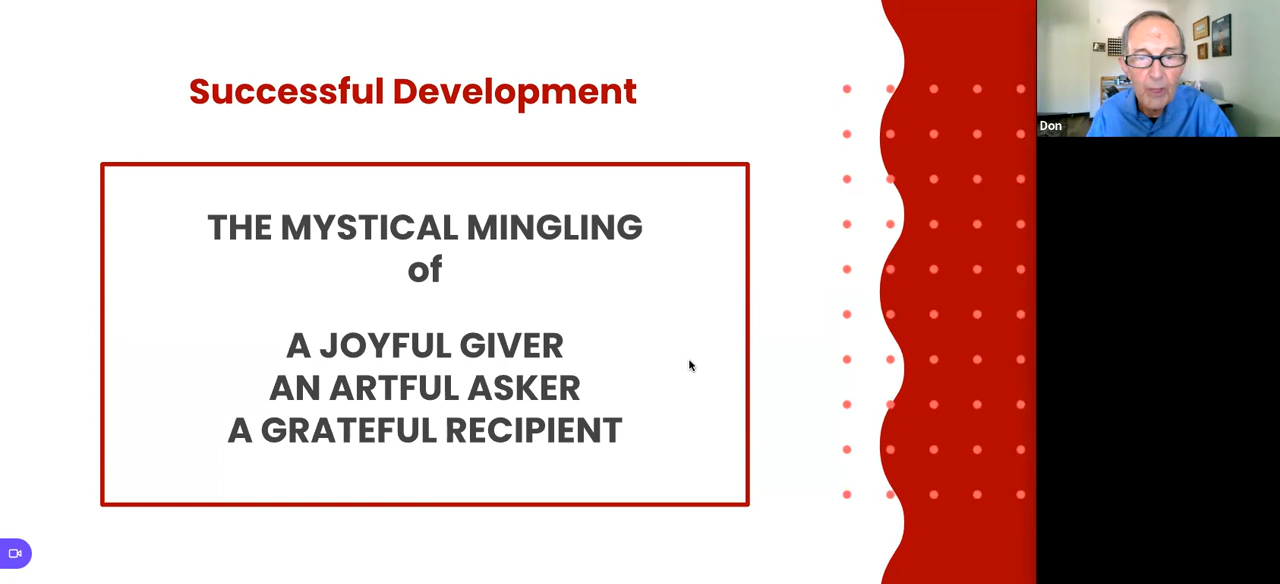 Successful Development
THE MYSTICAL MINGLING
of
A JOYFUL GIVER
AN ARTFUL ASKER
A GRATEFUL RECIPIENT
Don